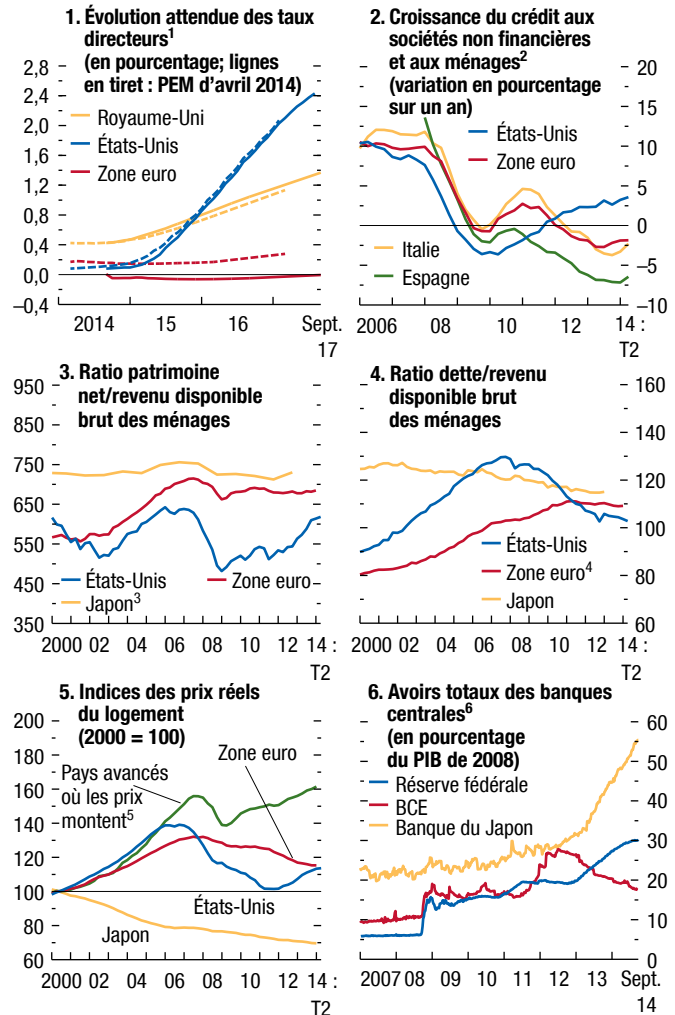 1. Évolution attendue des taux
directeurs¹
(en pourcentage; lignes
en tiret : PEM d’avril 2014)
2,8
2,4
2,0
1,6
1,2
0,8
0,4
0,0
–0,4
Royaume-Uni
États-Unis
Zone euro
2014 15 16 Sept.
17
2. Croissance du crédit aux
sociétés non financières
et aux ménages²
(variation en pourcentage
sur un an)
20
15
10
5
0
–5
–10
États-Unis
Zone euro
Italie
Espagne
2006 08 10 12 14 :
T2
3. Ratio patrimoine
net/revenu disponible
brut des ménages
950
850
750
650
550
450
350
États-Unis Zone euro
Japon³
2000 02 04 06 08 10 12 14 :
T2
4. Ratio dette/revenu
disponible brut
des ménages
160
140
120
100
80
60
États-Unis
Zone euro⁴
Japon
2000 02 04 06 08 10 12 14 :
T2
5. Indices des prix réels
du logement
(2000 = 100)
200
180
160
140
120
100
80
60
Pays avancés
où les prix
montent⁵
Zone euro
États-Unis
Japon
2000 02 04 06 08 10 12 14 :
T2
6. Avoirs totaux des banques
centrales⁶
(en pourcentage
du PIB de 2008)
60
50
40
30
20
10
0
Réserve fédérale
BCE
Banque du Japon
2007 08 09 10 11 12 13 Sept.
14